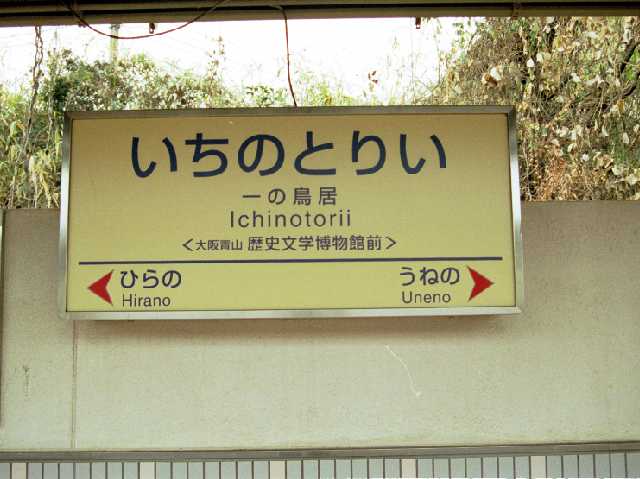 いちのとりい
一の鳥居
Ichinotorii
<大阪青山 歴史文学博物館前>
ひらの うねの
Hirano Uneno